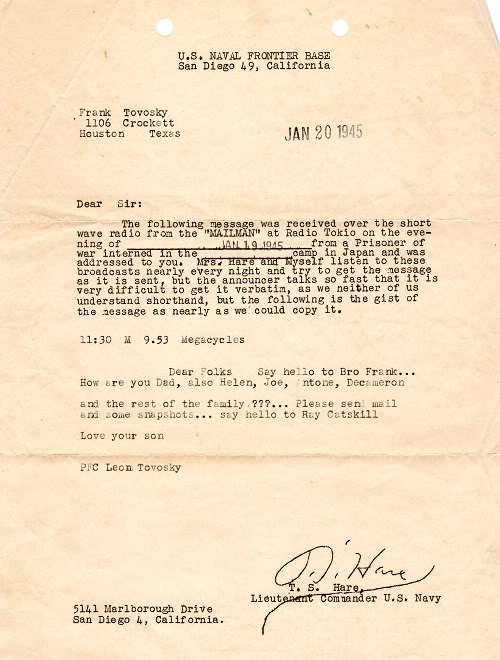 U.S. NAVAL FRONTIER BASE
San Diego 49, California
Frank Tovosky
1106 Crockett
Houston Texas
JAN 20 1945
Dear Sir:
The following message was received over the short
wave radio from the "MAILMAN" at Radio Tokio on the eve-
ning of JAN 19 1945 from a Prisoner of
war interned in the camp in Japan and was
addressed to you. Mrs. Hare and Myself listen to these
broadcasts nearly every night and try to get the message
as it is sent, but the announcer talks so fast that it is
very difficult to get it verbatim, as we neither of us
understand shorthand, but the following is the gist of
the message as nearly as we could copy it.
11:30 M 9.53 Megacycles
Dear Folks Say hello to Bro Frank...
How are you Dad, also Helen, Joe, ntone, Decameron
and the rest of the family ???... Please send mail
and some snapshots... say hello to Ray Catskill
Love your son
PFC Leon Tovosky
T. S. Hare
T. S. Hare,
Lieutenant Commander U.S. Navy
5141 Marlborough Drive
San Diego 4, California.